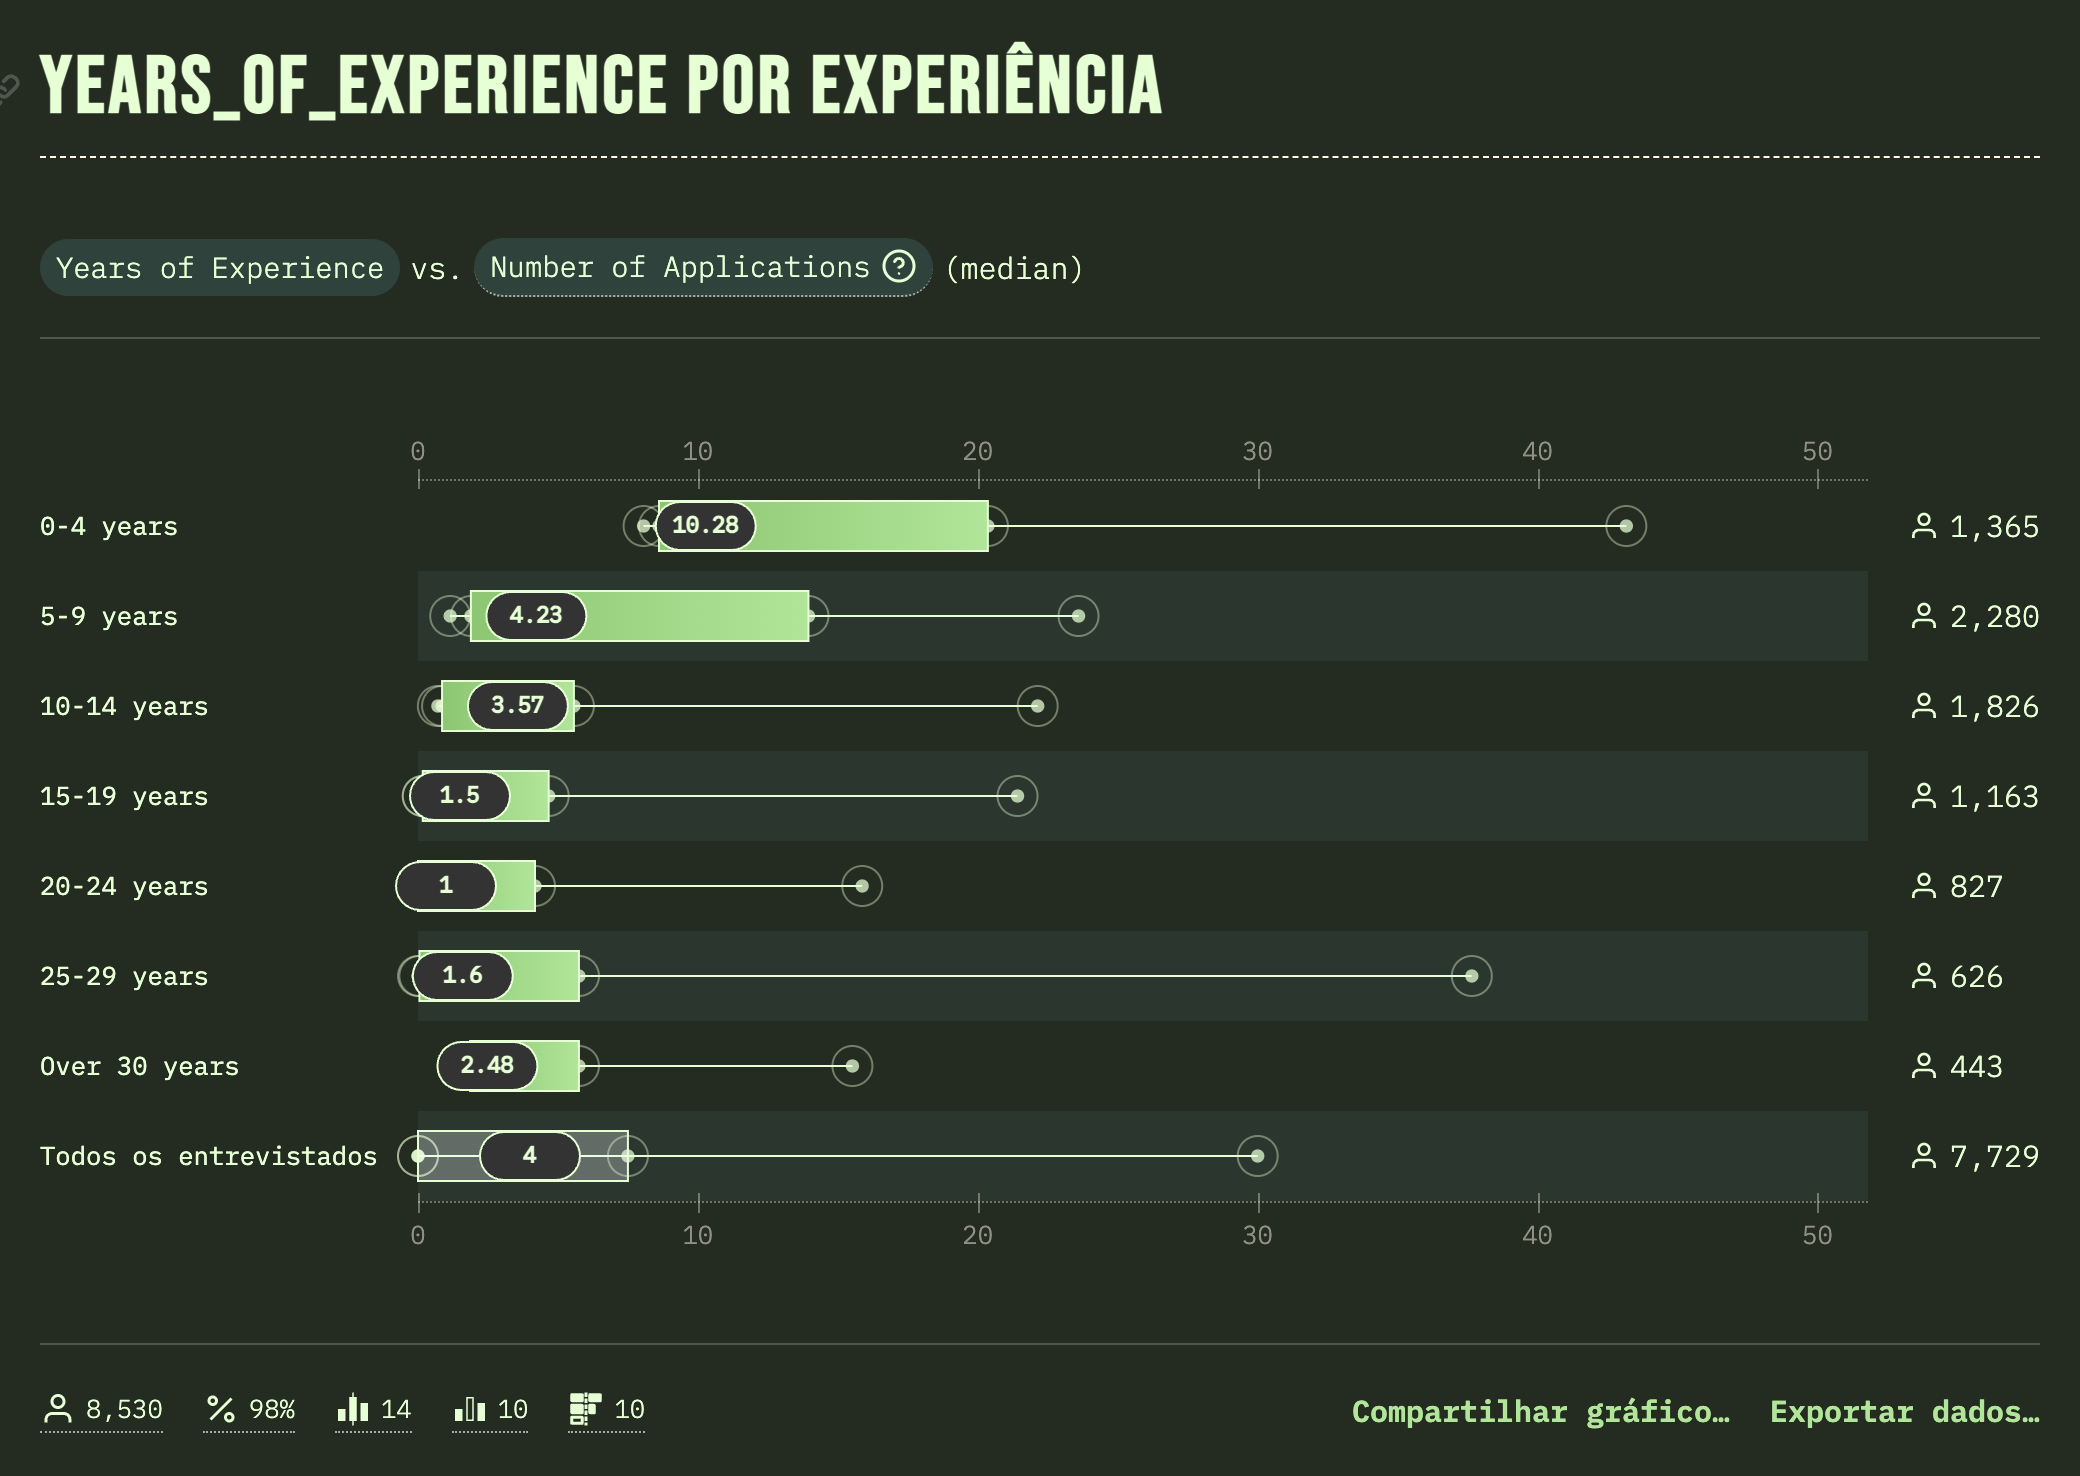 YEARS_OF_EXPERIENCE POR EXPERIÊNCIA
Years of Experience vs. Number of Applications ? (median)
0 10 20 30 40 50
0-4 years 10.28 1,365
5-9 years 4.23 2,280
10-14 years 3.57 1,826
15-19 years 1.5 1,163
20-24 years 1 827
25-29 years 1.6 626
Over 30 years 2.48 443
Todos os entrevistados 4 7,729
0 10 20 30 40 50
8,530 98% 14 10 10 Compartilhar gráfico… Exportar dados…